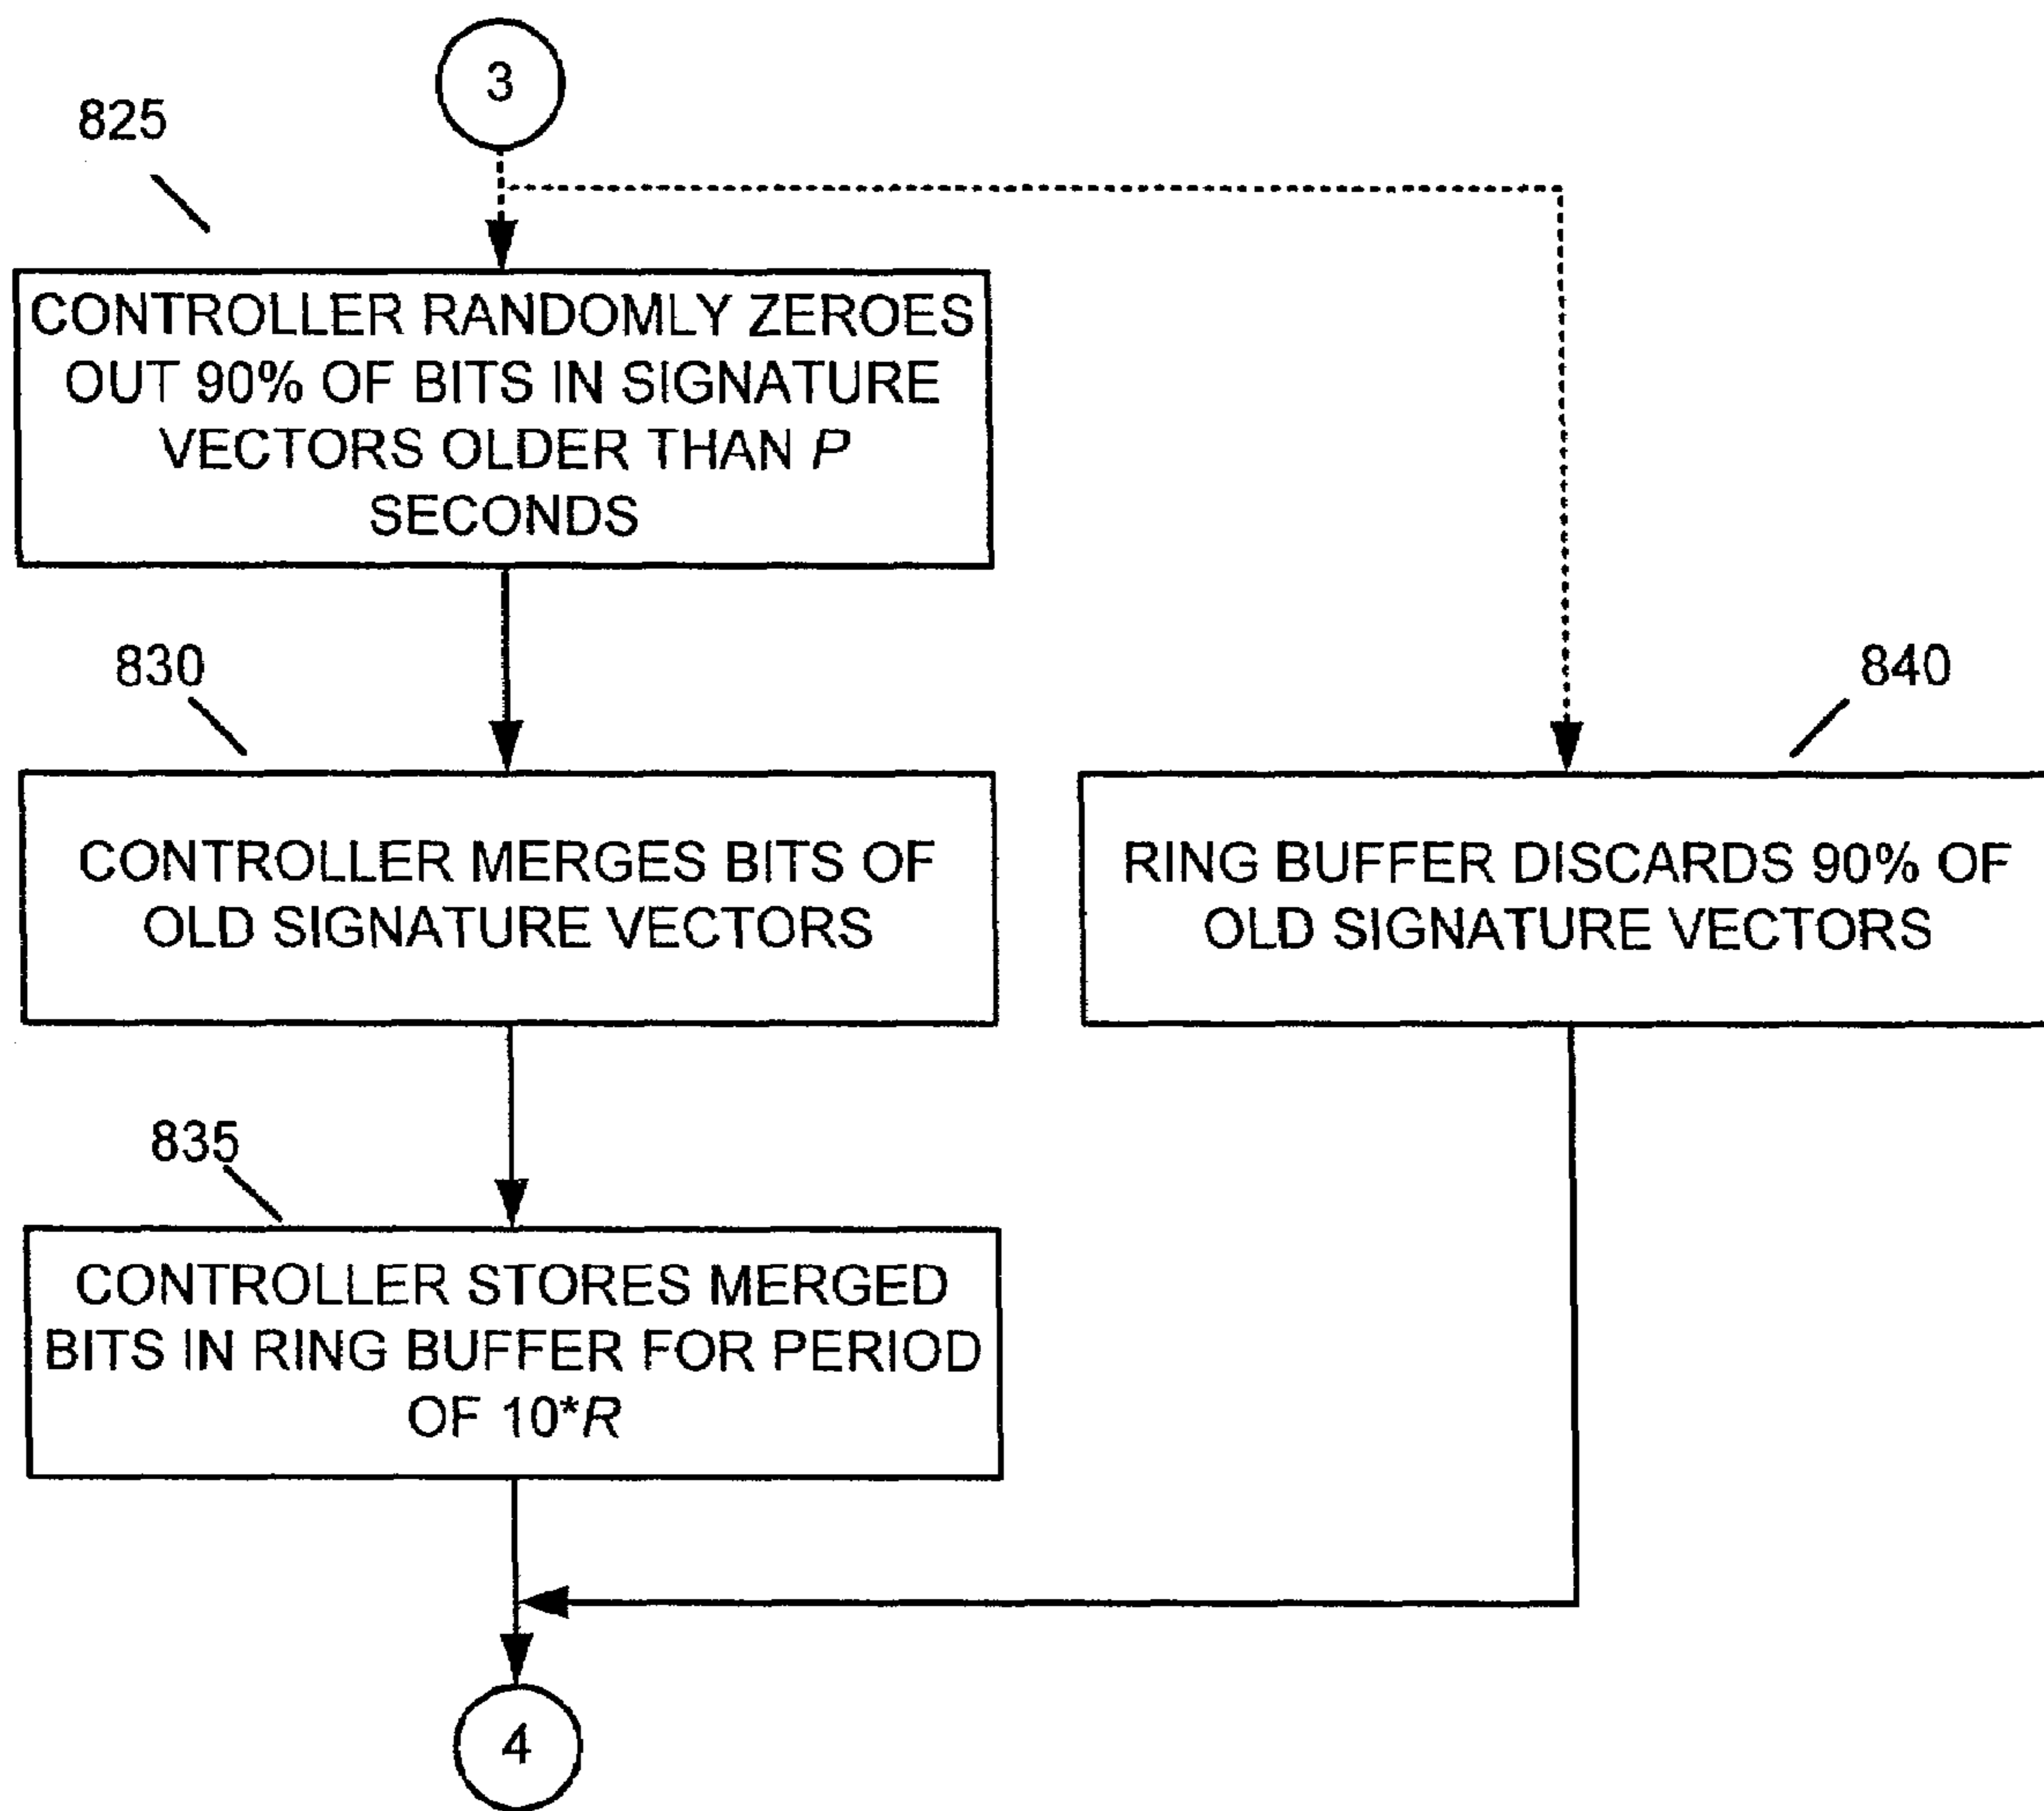 3
825
CONTROLLER RANDOMLY ZEROES
OUT 90% OF BITS IN SIGNATURE
VECTORS OLDER THAN P
SECONDS
830
CONTROLLER MERGES BITS OF
OLD SIGNATURE VECTORS
840
RING BUFFER DISCARDS 90% OF
OLD SIGNATURE VECTORS
835
CONTROLLER STORES MERGED
BITS IN RING BUFFER FOR PERIOD
OF 10*R
4